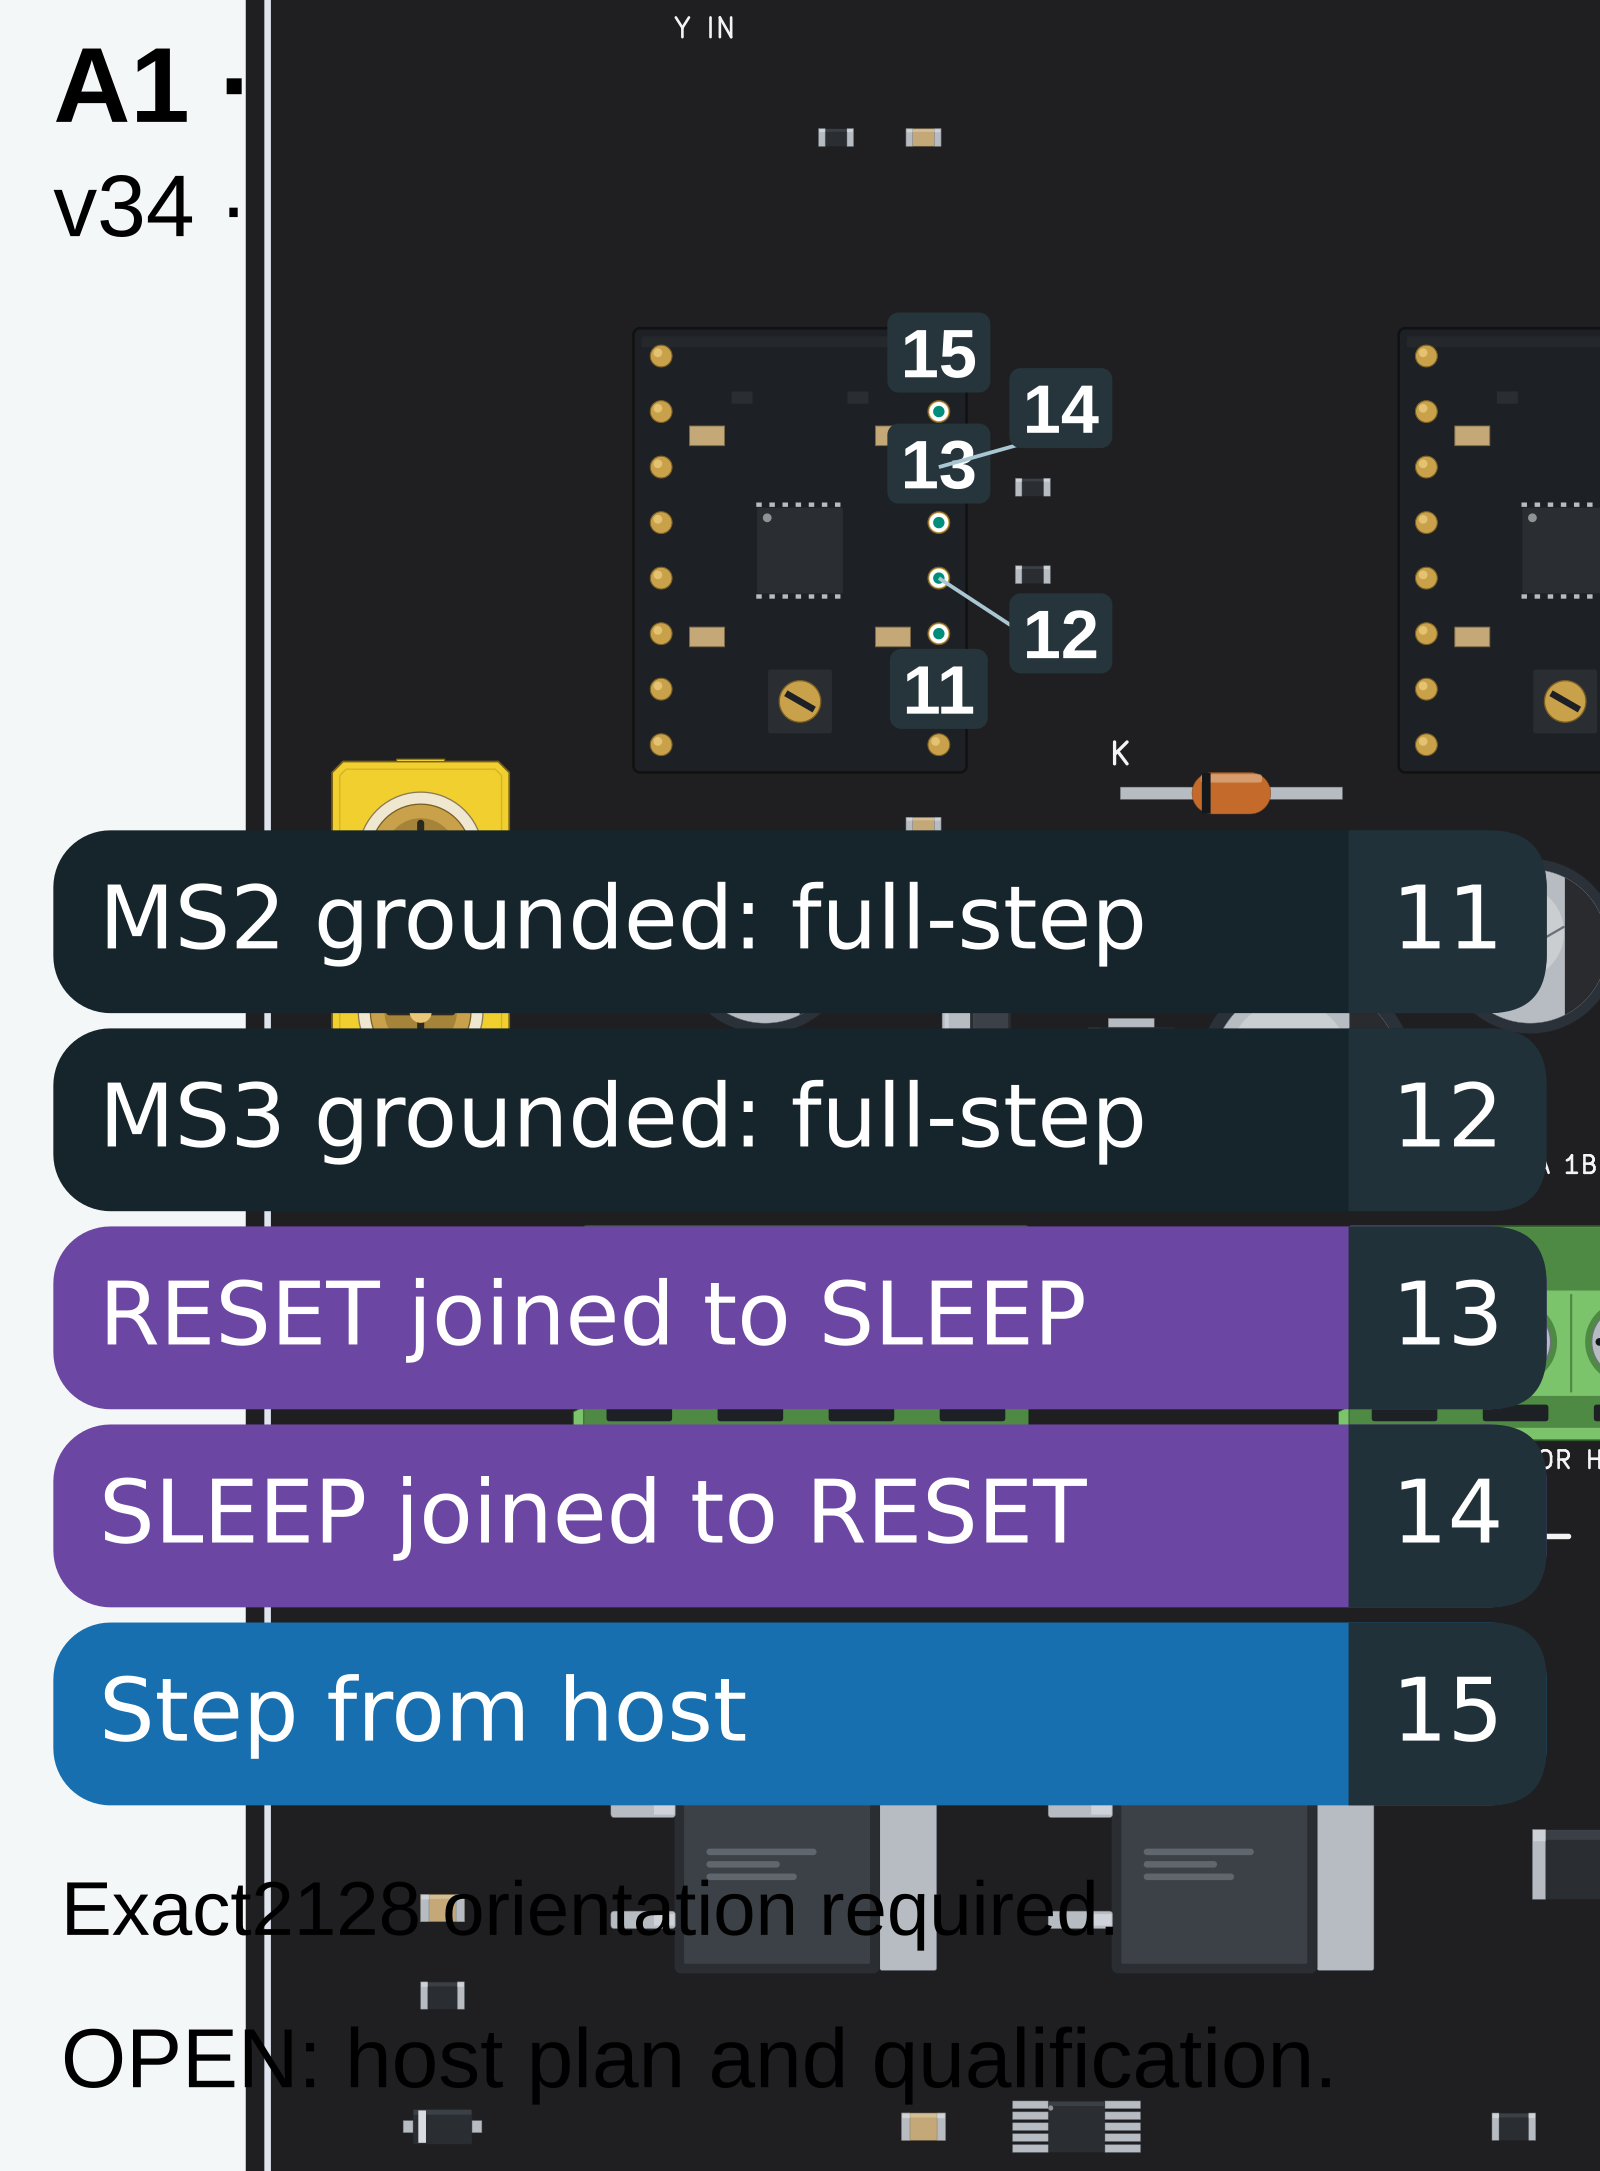 Y IN
A1 ·
v34 ·
15
14
13
12
11
K
MS2 grounded: full-step 11
MS3 grounded: full-step 12
1B
RESET joined to SLEEP 13
OR H
SLEEP joined to RESET 14
Step from host 15
Exact2128 orientation required.
OPEN: host plan and qualification.